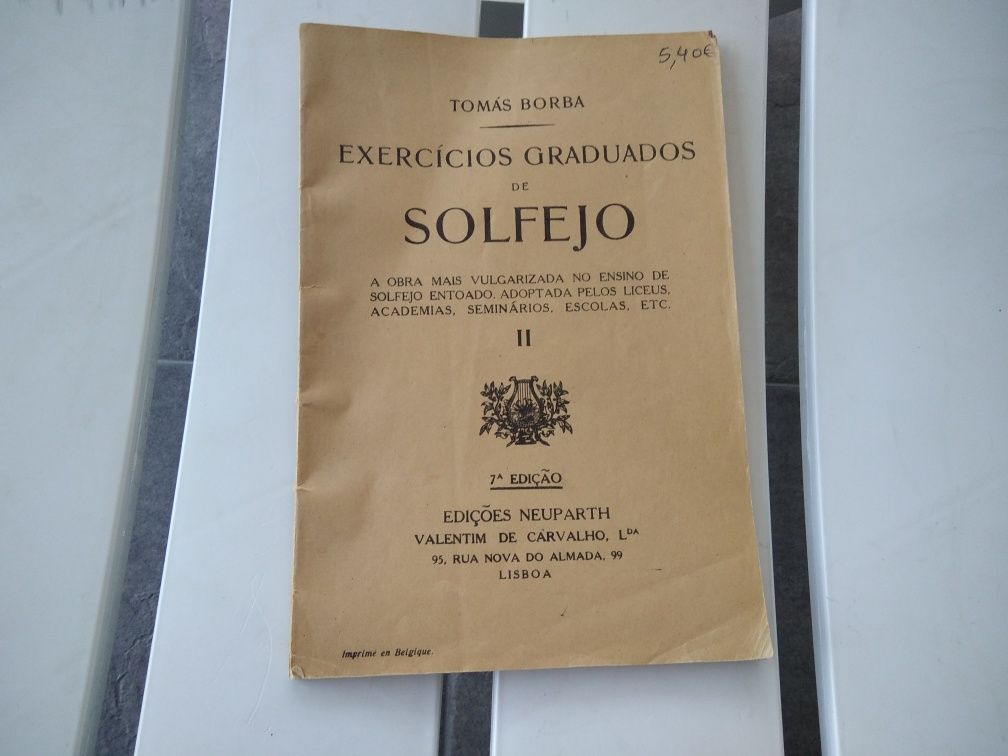 5,40€
TOMÁS BORBA
EXERCÍCIOS GRADUADOS
DE
SOLFEJO
A OBRA MAIS VULGARIZADA NO ENSINO DE
SOLFEJO ENTOADO, ADOPTADA PELOS LICEUS,
ACADEMIAS, SEMINÁRIOS, ESCOLAS, ETC.
II
7ª EDIÇÃO
EDIÇÕES NEUPARTH
VALENTIM DE CARVALHO, LDA
95, RUA NOVA DO ALMADA, 99
LISBOA
Imprimé en Belgique.